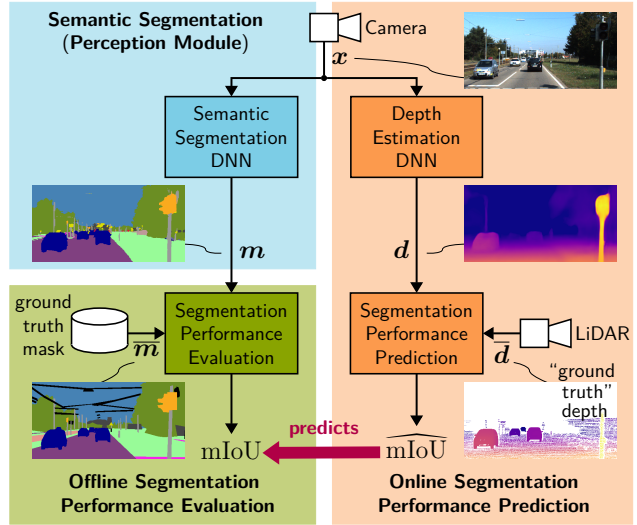 Semantic Segmentation
(Perception Module)
Camera
x
Semantic
Segmentation
DNN
Depth
Estimation
DNN
m
d
ground
truth
mask
m̅
Segmentation
Performance
Evaluation
Segmentation
Performance
Prediction
d̅
LiDAR
“ground
truth”
depth
mIoU
predicts
m͡IoU
Offline Segmentation
Performance Evaluation
Online Segmentation
Performance Prediction